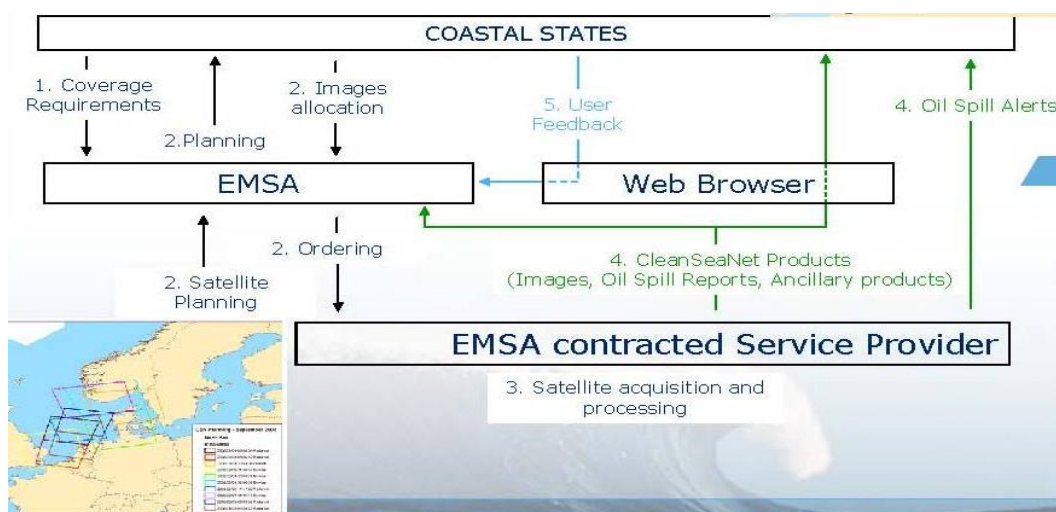 COASTAL STATES
1. Coverage
Requirements
2.Planning
2. Images
allocation
5. User
Feedback
4. Oil Spill Alerts
EMSA
Web Browser
2. Satellite
Planning
2. Ordering
4. CleanSeaNet Products
(Images, Oil Spill Reports, Ancillary products)
EMSA contracted Service Provider
3. Satellite acquisition and
processing